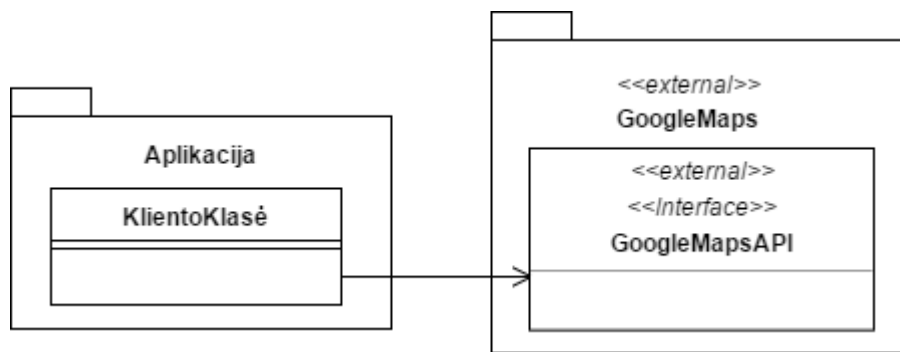 Aplikacija
KlientoKlasė
<<external>>
GoogleMaps
<<external>>
<<Interface>>
GoogleMapsAPI